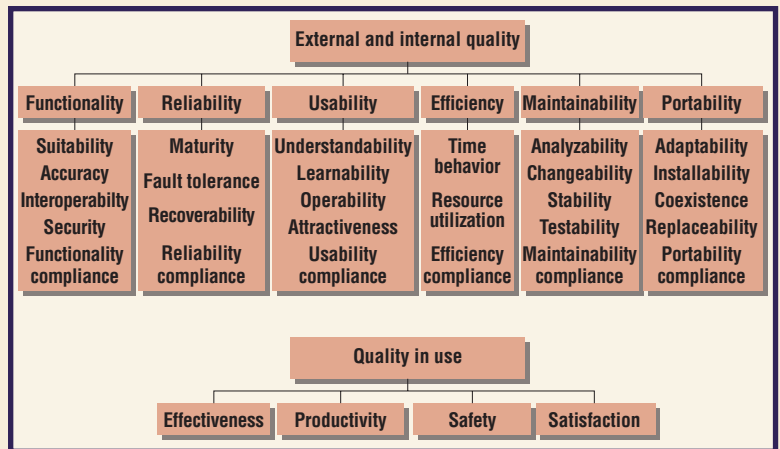 External and internal quality
Functionality
Reliability
Usability
Efficiency
Maintainability
Portability
Suitability
Accuracy
Interoperabilty
Security
Functionality
compliance
Maturity
Fault tolerance
Recoverability
Reliability
compliance
Understandability
Learnability
Operability
Attractiveness
Usability
compliance
Time
behavior
Resource
utilization
Efficiency
compliance
Analyzability
Changeability
Stability
Testability
Maintainability
compliance
Adaptability
Installability
Coexistence
Replaceability
Portability
compliance
Quality in use
Effectiveness
Productivity
Safety
Satisfaction